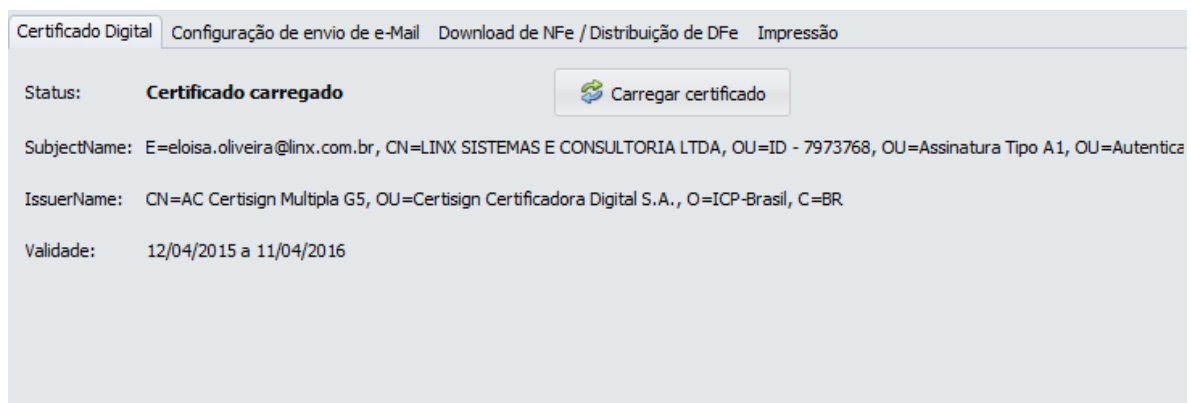 Certificado Digital Configuração de envio de e-Mail Download de NFe / Distribuição de DFe Impressão
Status: Certificado carregado Carregar certificado
SubjectName: E=eloisa.oliveira@linx.com.br, CN=LINX SISTEMAS E CONSULTORIA LTDA, OU=ID - 7973768, OU=Assinatura Tipo A1, OU=Autentica
IssuerName: CN=AC Certisign Multipla G5, OU=Certisign Certificadora Digital S.A., O=ICP-Brasil, C=BR
Validade: 12/04/2015 a 11/04/2016